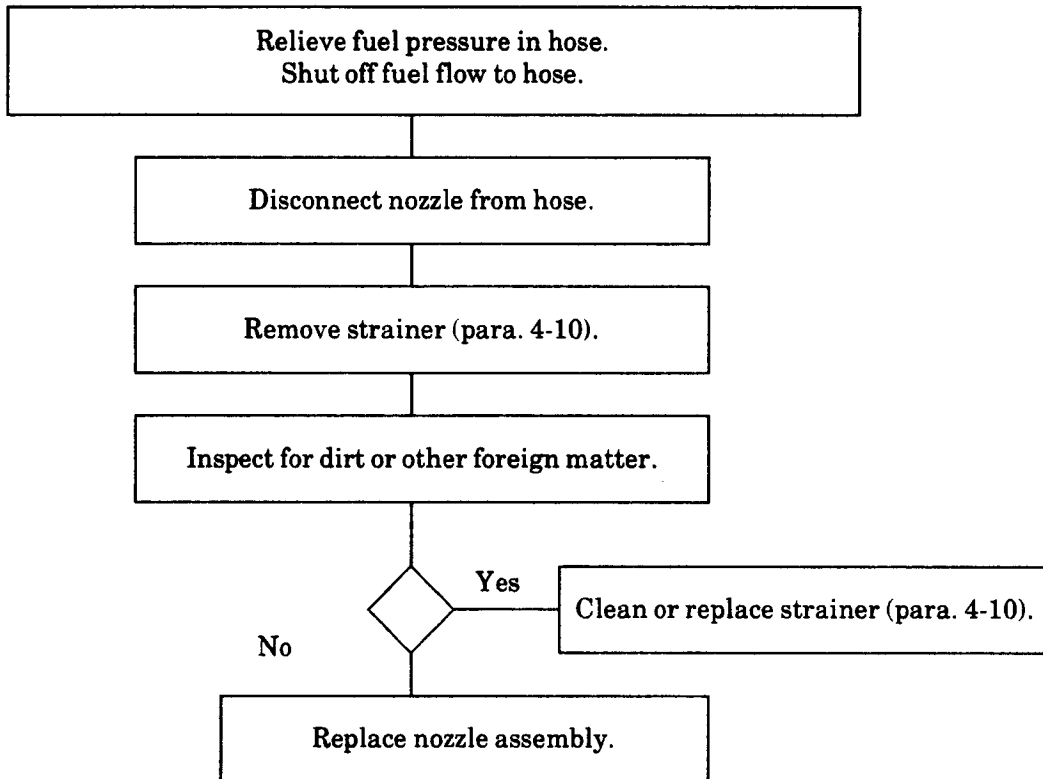 Relieve fuel pressure in hose.
Shut off fuel flow to hose.
Disconnect nozzle from hose.
Remove strainer (para. 4-10).
Inspect for dirt or other foreign matter.
Yes
Clean or replace strainer (para. 4-10).
No
Replace nozzle assembly.